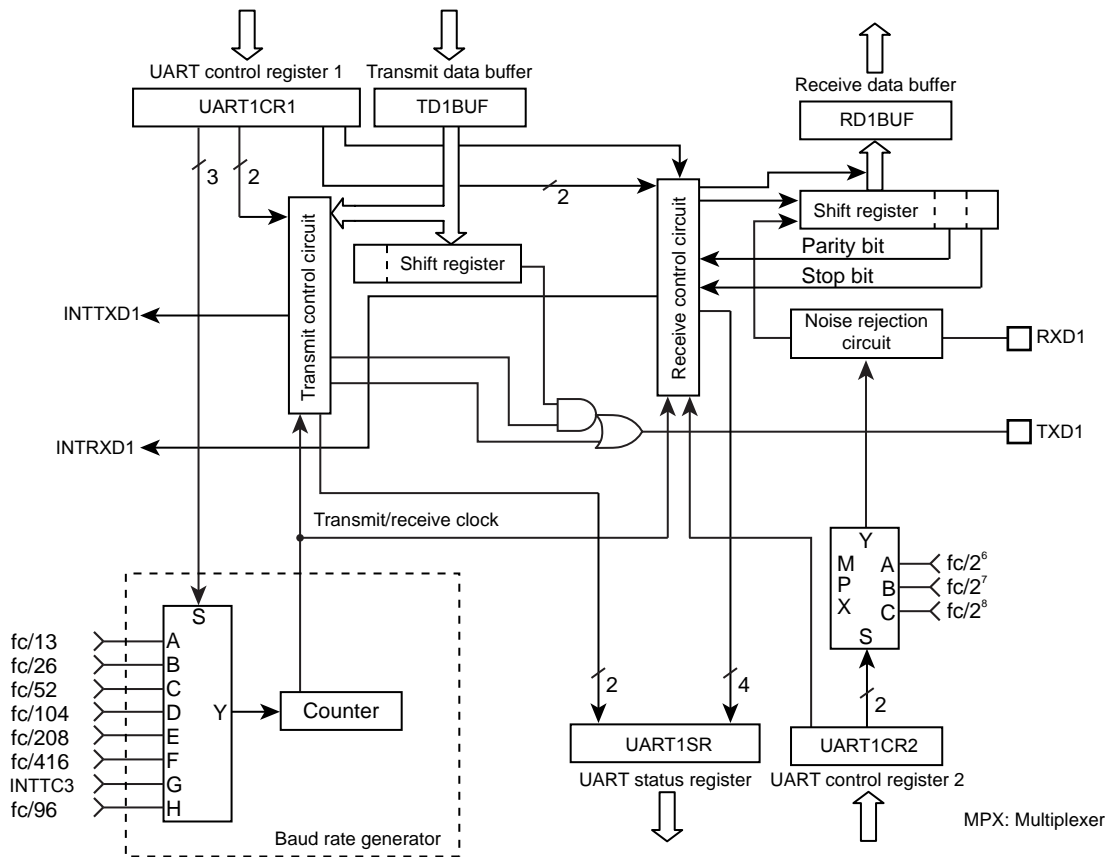 UART control register 1
Transmit data buffer
Receive data buffer
UART1CR1
TD1BUF
RD1BUF
3
2
2
Shift register
Parity bit
Stop bit
Shift register
Transmit control circuit
Receive control circuit
INTTXD1
Noise rejection
circuit
RXD1
INTRXD1
TXD1
Transmit/receive clock
Y
M
P
X
A
B
C
S
fc/2⁶
fc/2⁷
fc/2⁸
S
fc/13
A
fc/26
B
fc/52
C
fc/104
D
fc/208
E
fc/416
F
INTTC3
G
fc/96
H
Y
Counter
2
4
2
UART1SR
UART1CR2
UART status register
UART control register 2
Baud rate generator
MPX: Multiplexer